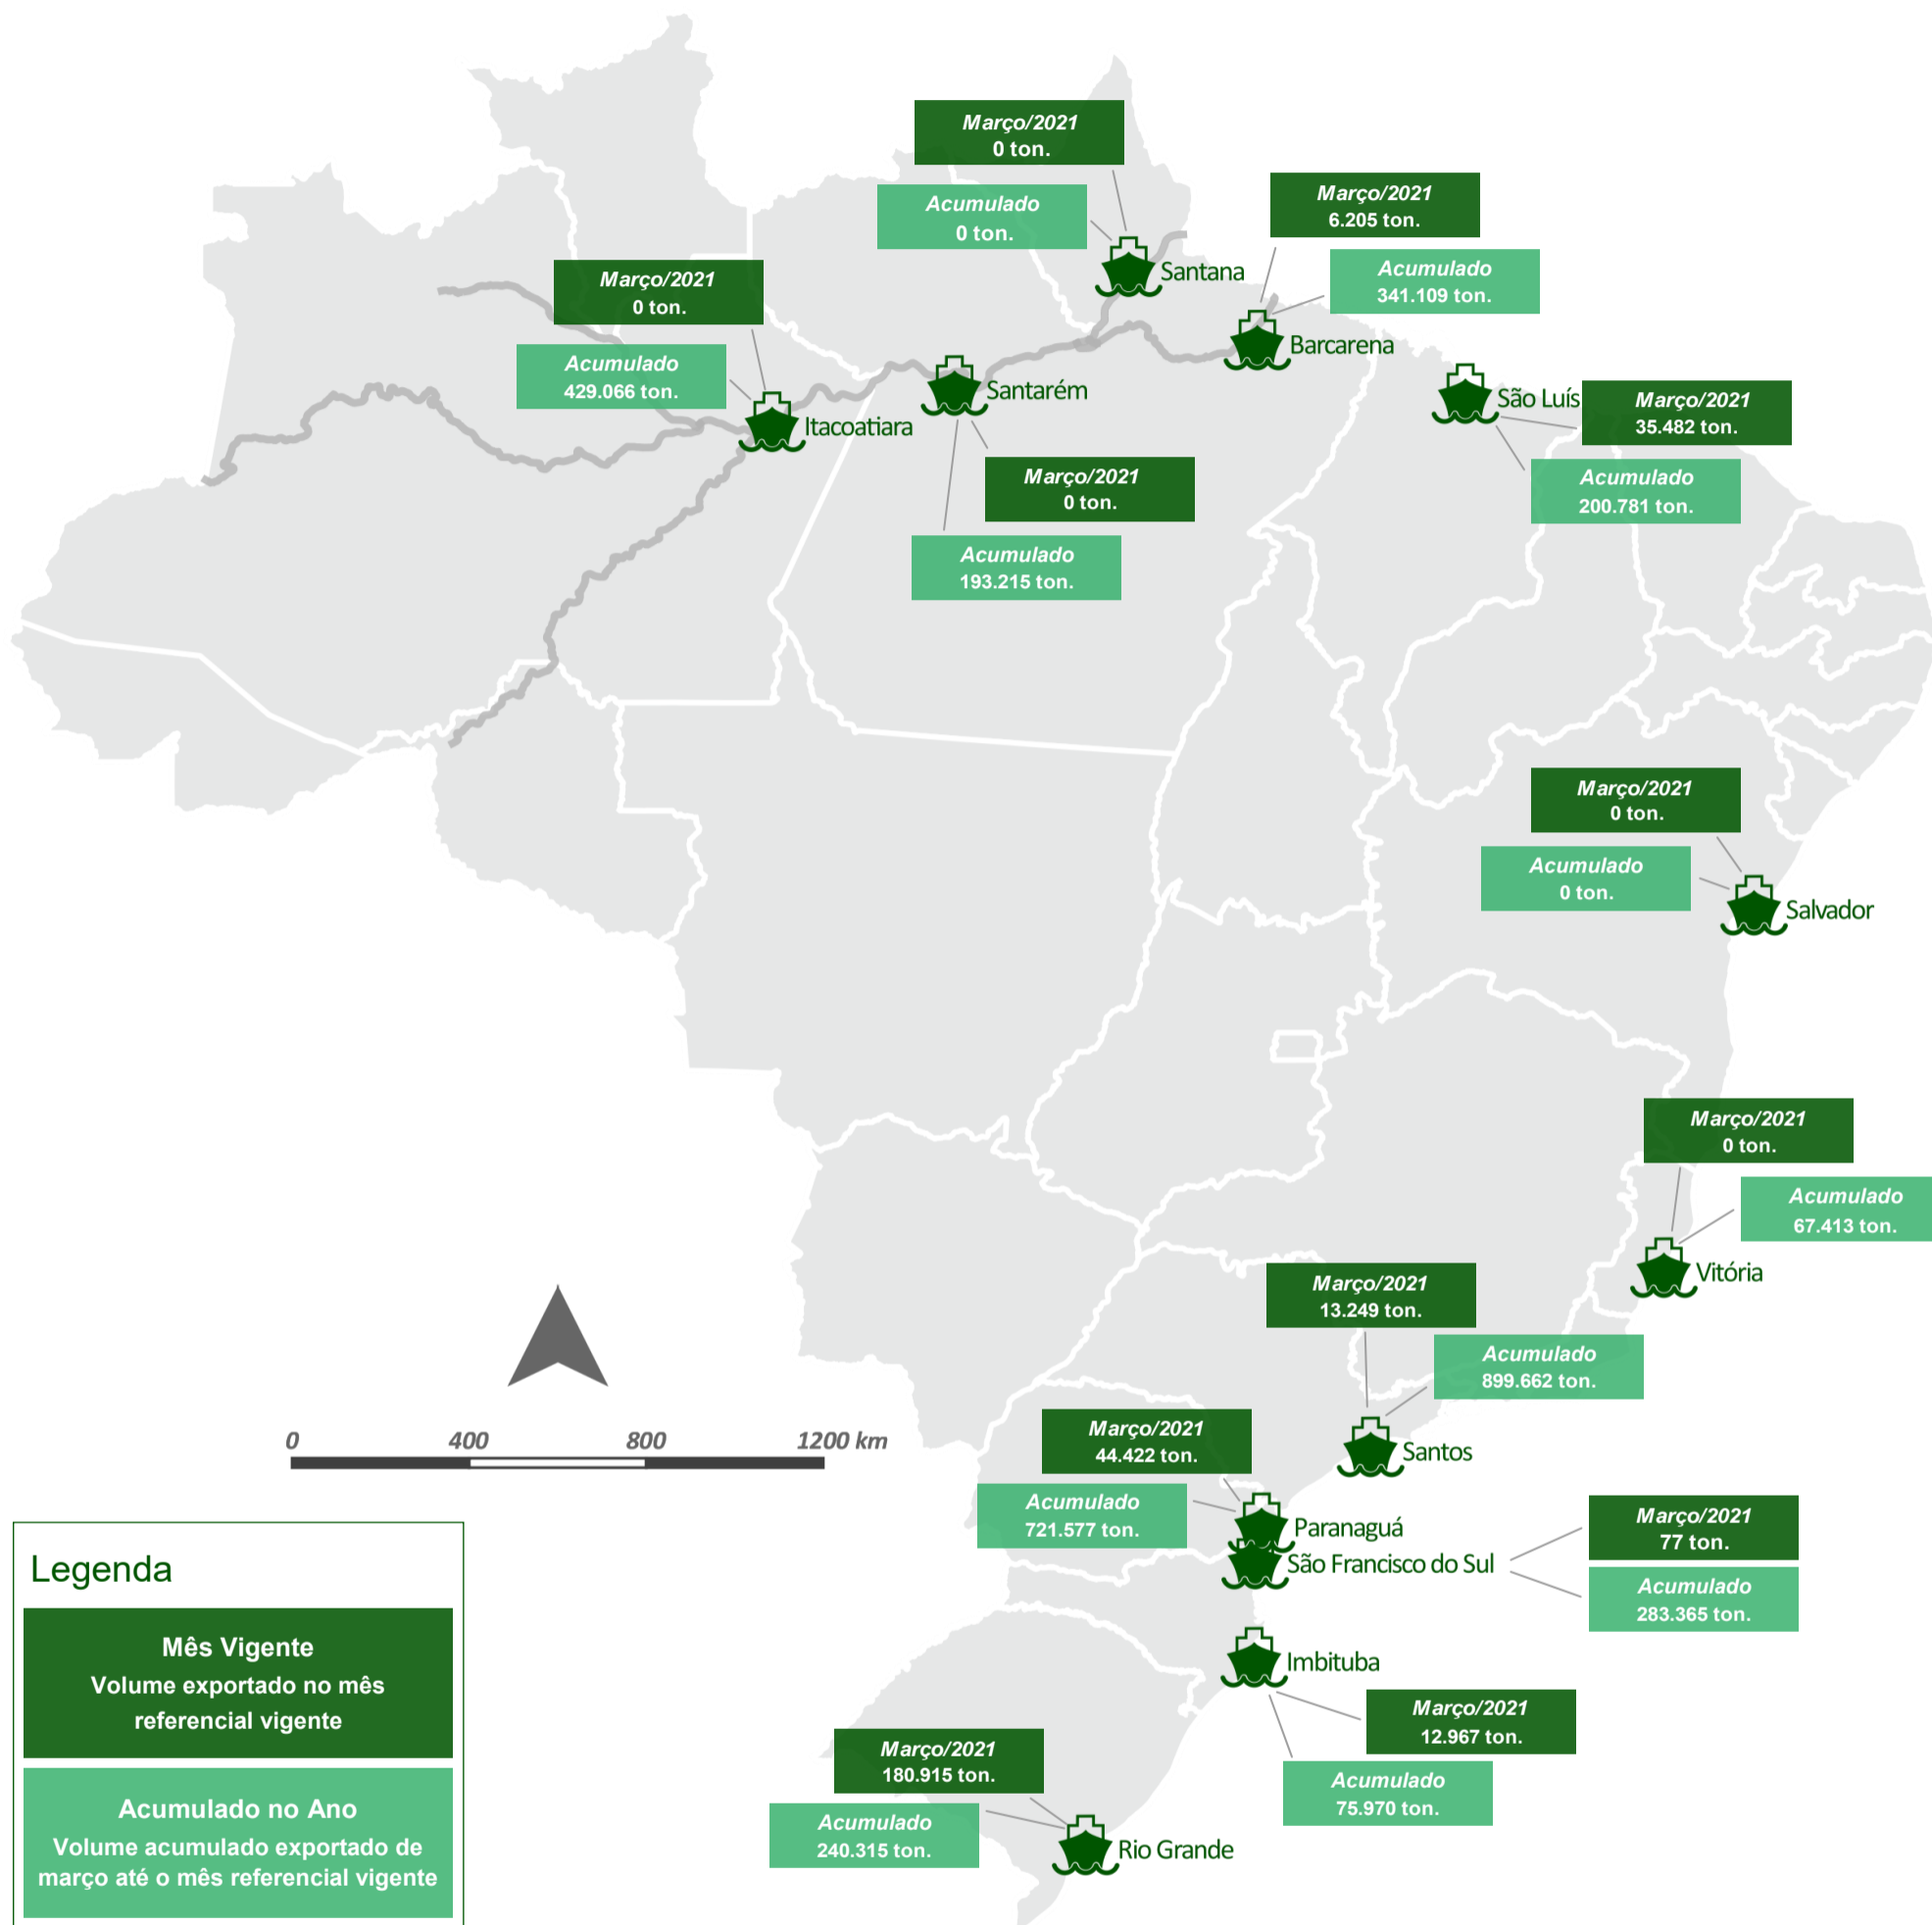 Março/2021
0 ton.
Acumulado
0 ton.
Santana
Março/2021
6.205 ton.
Acumulado
341.109 ton.
Barcarena
Março/2021
0 ton.
Acumulado
429.066 ton.
Itacoatiara
Santarém
Março/2021
0 ton.
Acumulado
193.215 ton.
São Luís
Março/2021
35.482 ton.
Acumulado
200.781 ton.
Março/2021
0 ton.
Acumulado
0 ton.
Salvador
Março/2021
0 ton.
Acumulado
67.413 ton.
Vitória
Março/2021
13.249 ton.
Acumulado
899.662 ton.
Santos
Março/2021
44.422 ton.
Acumulado
721.577 ton.
Paranaguá
São Francisco do Sul
Março/2021
77 ton.
Acumulado
283.365 ton.
Imbituba
Março/2021
12.967 ton.
Acumulado
75.970 ton.
Março/2021
180.915 ton.
Acumulado
240.315 ton.
Rio Grande
0 400 800 1200 km
Legenda
Mês Vigente
Volume exportado no mês
referencial vigente
Acumulado no Ano
Volume acumulado exportado de
março até o mês referencial vigente